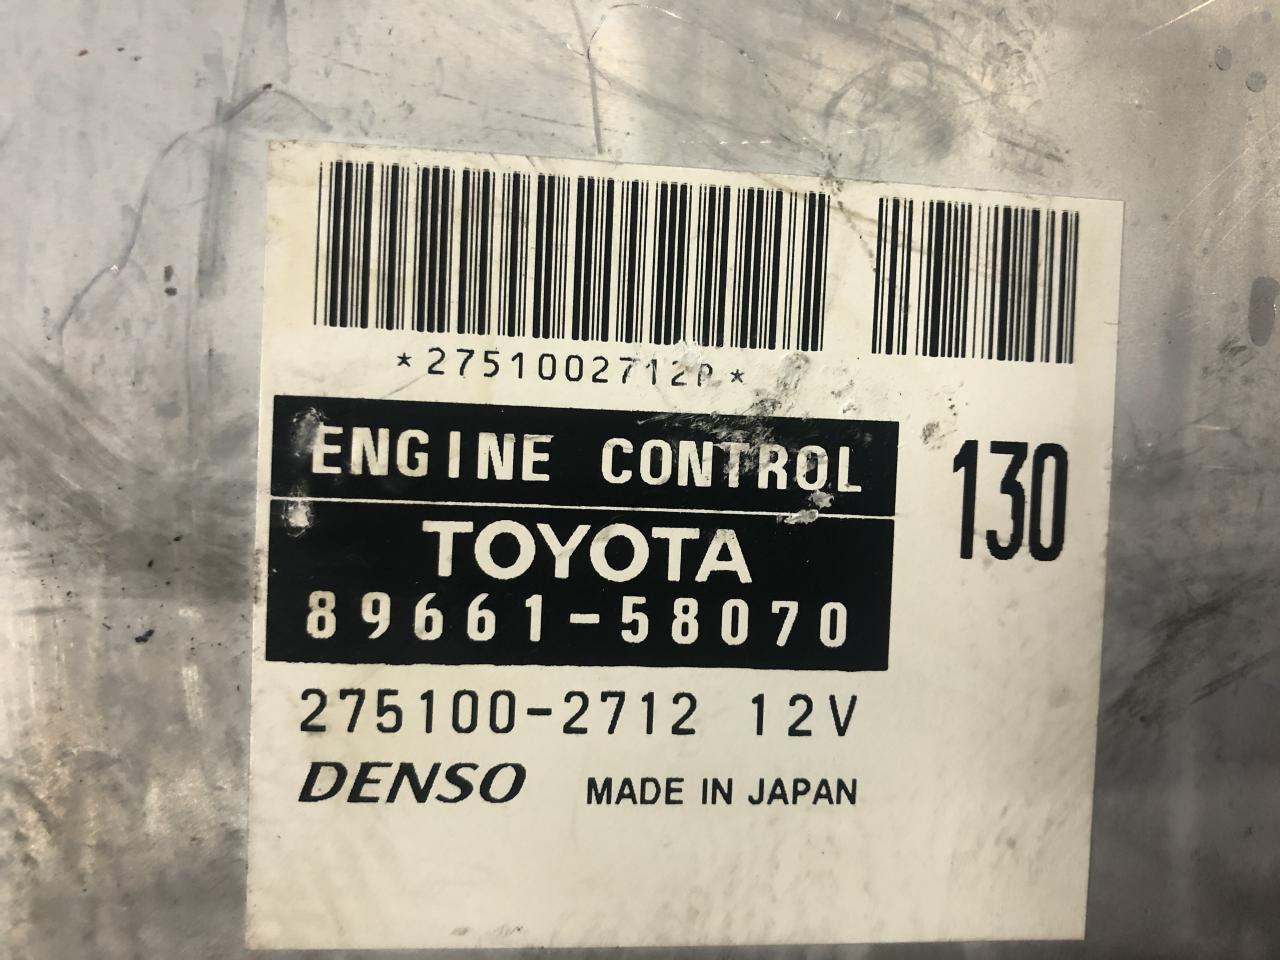 *2751002712P*
ENGINE CONTROL
130
TOYOTA
89661-58070
275100-2712 12V
DENSO MADE IN JAPAN